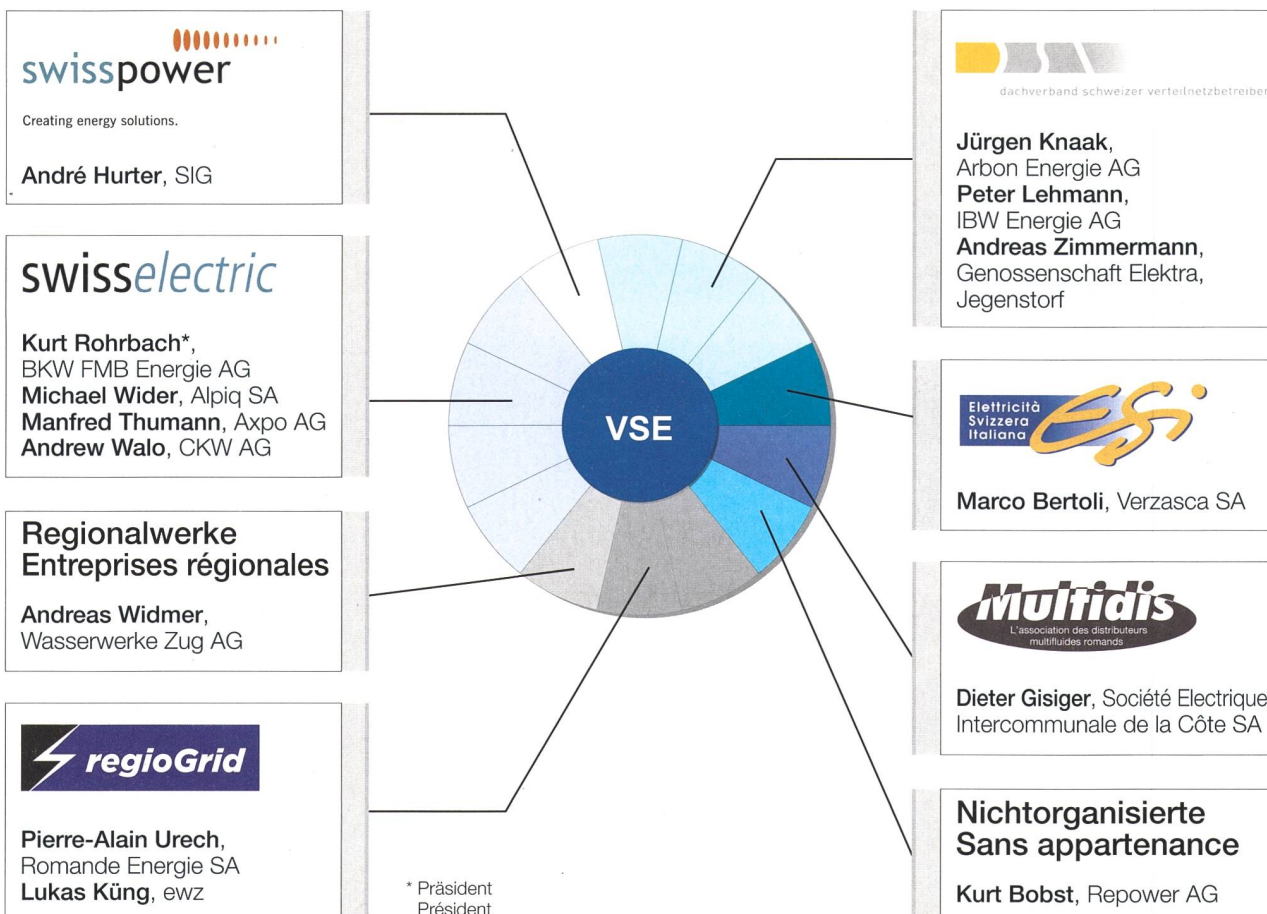 swisspower
Creating energy solutions.
André Hurter, SIG
swisselectric
Kurt Rohrbach*,
BKW FMB Energie AG
Michael Wider, Alpiq SA
Manfred Thumann, Axpo AG
Andrew Walo, CKW AG
Regionalwerke
Entreprises régionales
Andreas Widmer,
Wasserwerke Zug AG
regioGrid
Pierre-Alain Urech,
Romande Energie SA
Lukas Küng, ewz
VSE
* Präsident
Président
dachverband schweizer verteilnetzbetreiber
Jürgen Knaak,
Arbon Energie AG
Peter Lehmann,
IBW Energie AG
Andreas Zimmermann,
Genossenschaft Elektra,
Jegenstorf
Elettricità
Svizzera
Italiana
ESi
Marco Bertoli, Verzasca SA
Multidis
L'association des distributeurs
multifluides romands
Dieter Gisiger, Société Electrique
Intercommunale de la Côte SA
Nichtorganisierte
Sans appartenance
Kurt Bobst, Repower AG